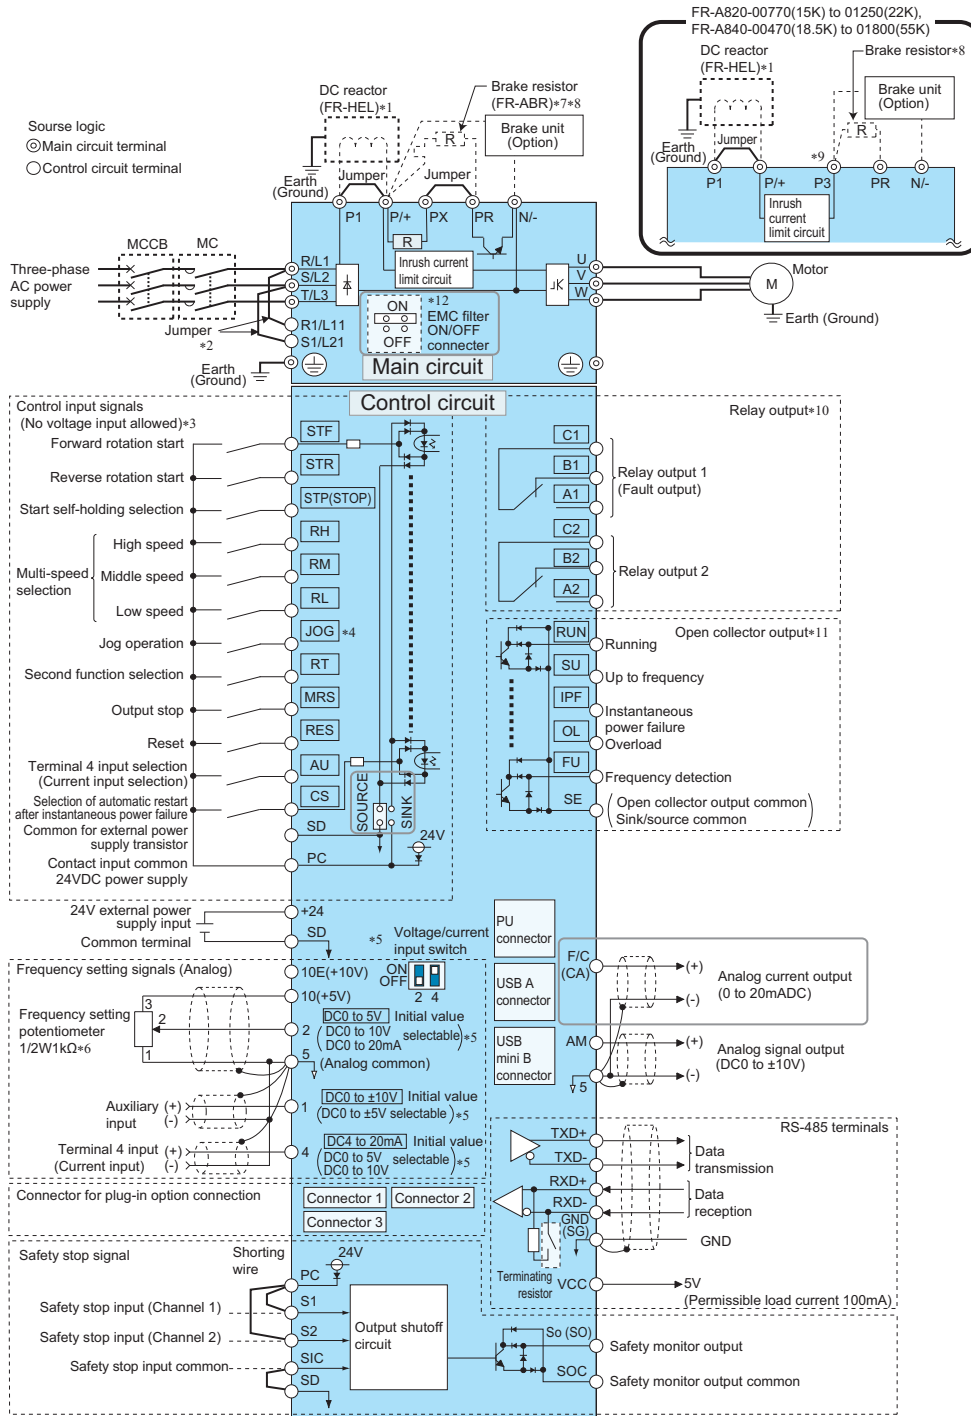 FR-A820-00770(15K) to 01250(22K),
FR-A840-00470(18.5K) to 01800(55K)
DC reactor
(FR-HEL)*1
Brake resistor*8
Brake unit
(Option)
R
Jumper
Earth
(Ground)
*9
P1
P/+
P3
PR
N/-
Inrush
current
limit circuit
Sourse logic
Main circuit terminal
Control circuit terminal
DC reactor
(FR-HEL)*1
Brake resistor
(FR-ABR)*7*8
Brake unit
(Option)
R
Earth
(Ground)
Jumper
Jumper
P1
P/+
PX
PR
N/-
R
Inrush current
limit circuit
MCCB
MC
Three-phase
AC power
supply
R/L1
S/L2
T/L3
R1/L11
S1/L21
Jumper
*2
Earth
(Ground)
ON
OFF
*12
EMC filter
ON/OFF
connecter
U
V
W
Motor
M
Earth (Ground)
Main circuit
Control circuit
Control input signals
(No voltage input allowed)*3
Forward rotation start
STF
Reverse rotation start
STR
Start self-holding selection
STP(STOP)
Multi-speed
selection
High speed
RH
Middle speed
RM
Low speed
RL
Jog operation
JOG *4
Second function selection
RT
Output stop
MRS
Reset
RES
Terminal 4 input selection
(Current input selection)
AU
Selection of automatic restart
after instantaneous power failure
CS
Common for external power
supply transistor
SD
Contact input common
24VDC power supply
PC
SOURCE
SINK
24V
Relay output*10
C1
B1
A1
Relay output 1
(Fault output)
C2
B2
A2
Relay output 2
Open collector output*11
RUN
Running
SU
Up to frequency
IPF
Instantaneous
power failure
OL
Overload
FU
Frequency detection
SE
Open collector output common
Sink/source common
24V external power
supply input
+24
Common terminal
SD
*5
Voltage/current
input switch
ON
OFF
2 4
Frequency setting signals (Analog)
10E(+10V)
10(+5V)
Frequency setting
potentiometer
1/2W1kΩ*6
3
2
1
2
DC0 to 5V Initial value
DC0 to 10V
DC0 to 20mA
selectable *5
5
(Analog common)
Auxiliary
input
(+)
(-)
1
DC0 to ±10V Initial value
(DC0 to ±5V selectable) *5
Terminal 4 input
(Current input)
(+)
(-)
4
DC4 to 20mA Initial value
DC0 to 5V
DC0 to 10V
selectable *5
PU
connector
USB A
connector
USB
mini B
connector
F/C
(CA)
(+)
(-)
Analog current output
(0 to 20mADC)
AM
5
(+)
(-)
Analog signal output
(DC0 to ±10V)
RS-485 terminals
TXD+
TXD-
Data
transmission
RXD+
RXD-
Data
reception
GND
(SG)
GND
Terminating
resistor
VCC
5V
(Permissible load current 100mA)
Connector for plug-in option connection
Connector 1
Connector 2
Connector 3
Safety stop signal
Shorting
wire
24V
PC
Safety stop input (Channel 1)
S1
Safety stop input (Channel 2)
S2
Safety stop input common
SIC
SD
Output shutoff
circuit
So (SO)
Safety monitor output
SOC
Safety monitor output common